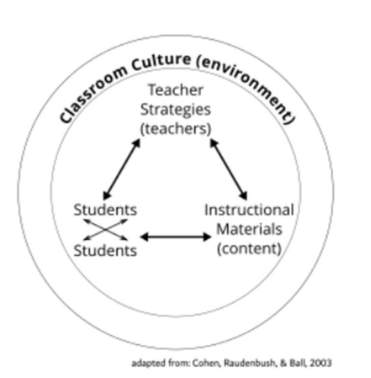 Classroom Culture (environment)
Teacher
Strategies
(teachers)
Students
Students
Instructional
Materials
(content)
adapted from: Cohen, Raudenbush, & Ball, 2003